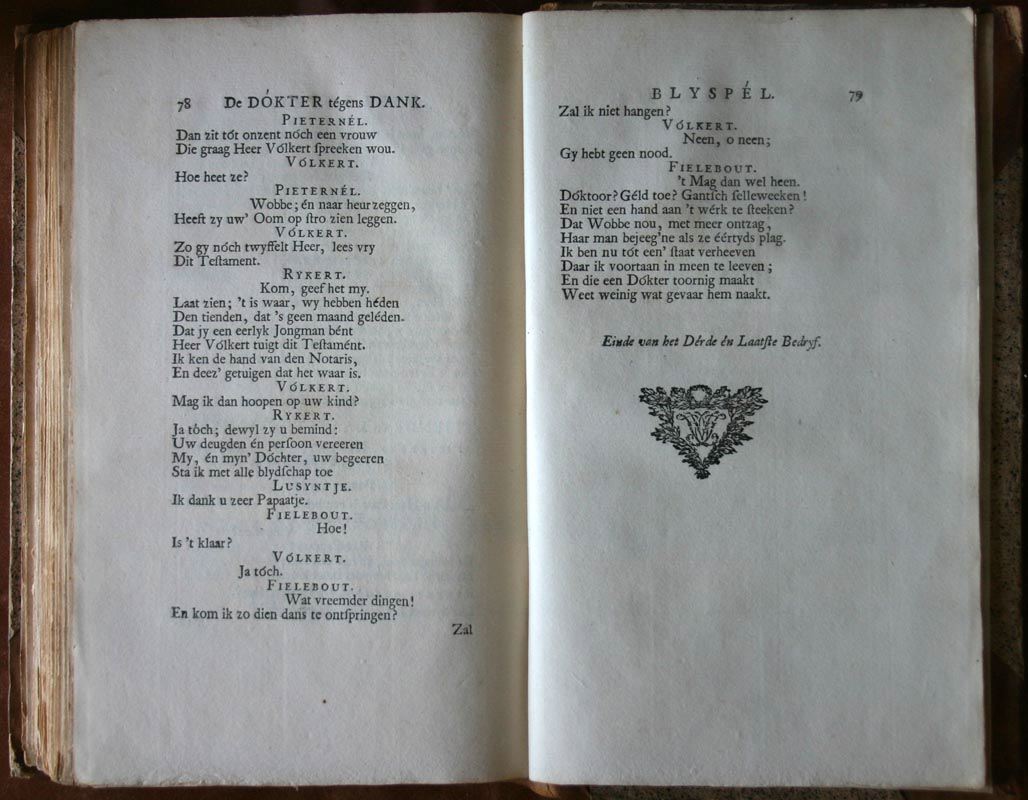 78 De DÓKTER tégens DANK.
PIETERNÉL.
Dan zit tót onzent nóch een vrouw
Die graag Heer Vólkert ſpreeken wou.
VÓLKERT.
Hoe heet ze?
PIETERNÉL.
Wobbe; én naar heur zeggen,
Heeft zy uw' Oom op ſtro zien leggen.
VÓLKERT.
Zo gy nóch twyffelt Heer, lees vry
Dit Teſtament.
RYKERT.
Kom, geef het my.
Laat zien; 't is waar, wy hebben héden
Den tienden, dat 's geen maand geléden.
Dat jy een eerlyk Jongman bént
Heer Vólkert tuigt dit Teſtamént.
Ik ken de hand van den Notaris,
En deez' getuigen dat het waar is.
VÓLKERT.
Mag ik dan hoopen op uw kind?
RYKERT.
Ja tôch; dewyl zy u bemind:
Uw deugden én perſoon vereeren
My, én myn' Dóchter, uw begeeren
Sta ik met alle blydſchap toe
LUSYNTJE.
Ik dank u zeer Papaatje.
FIELEBOUT.
Hoe!
Is 't klaar?
VÓLKERT.
Ja tóch.
FIELEBOUT.
Wat vreemder dingen!
En kom ik zo dien dans te ontſpringen?
Zal
BLYSPÉL. 79
Zal ik niet hangen?
VÓLKERT.
Neen, o neen;
Gy hebt geen nood.
FIELEBOUT.
't Mag dan wel heen.
Dóktoor? Géld toe? Gantſch ſelleweeken!
En niet een hand aan 't wérk te ſteeken?
Dat Wobbe nou, met meer ontzag,
Haar man bejeeg'ne als ze éértyds plag.
Ik ben nu tót een' ſtaat verheeven
Daar ik voortaan in meen te leeven;
En die een Dókter toornig maakt
Weet weinig wat gevaar hem naakt.
Einde van het Dérde én Laatſte Bedryf.